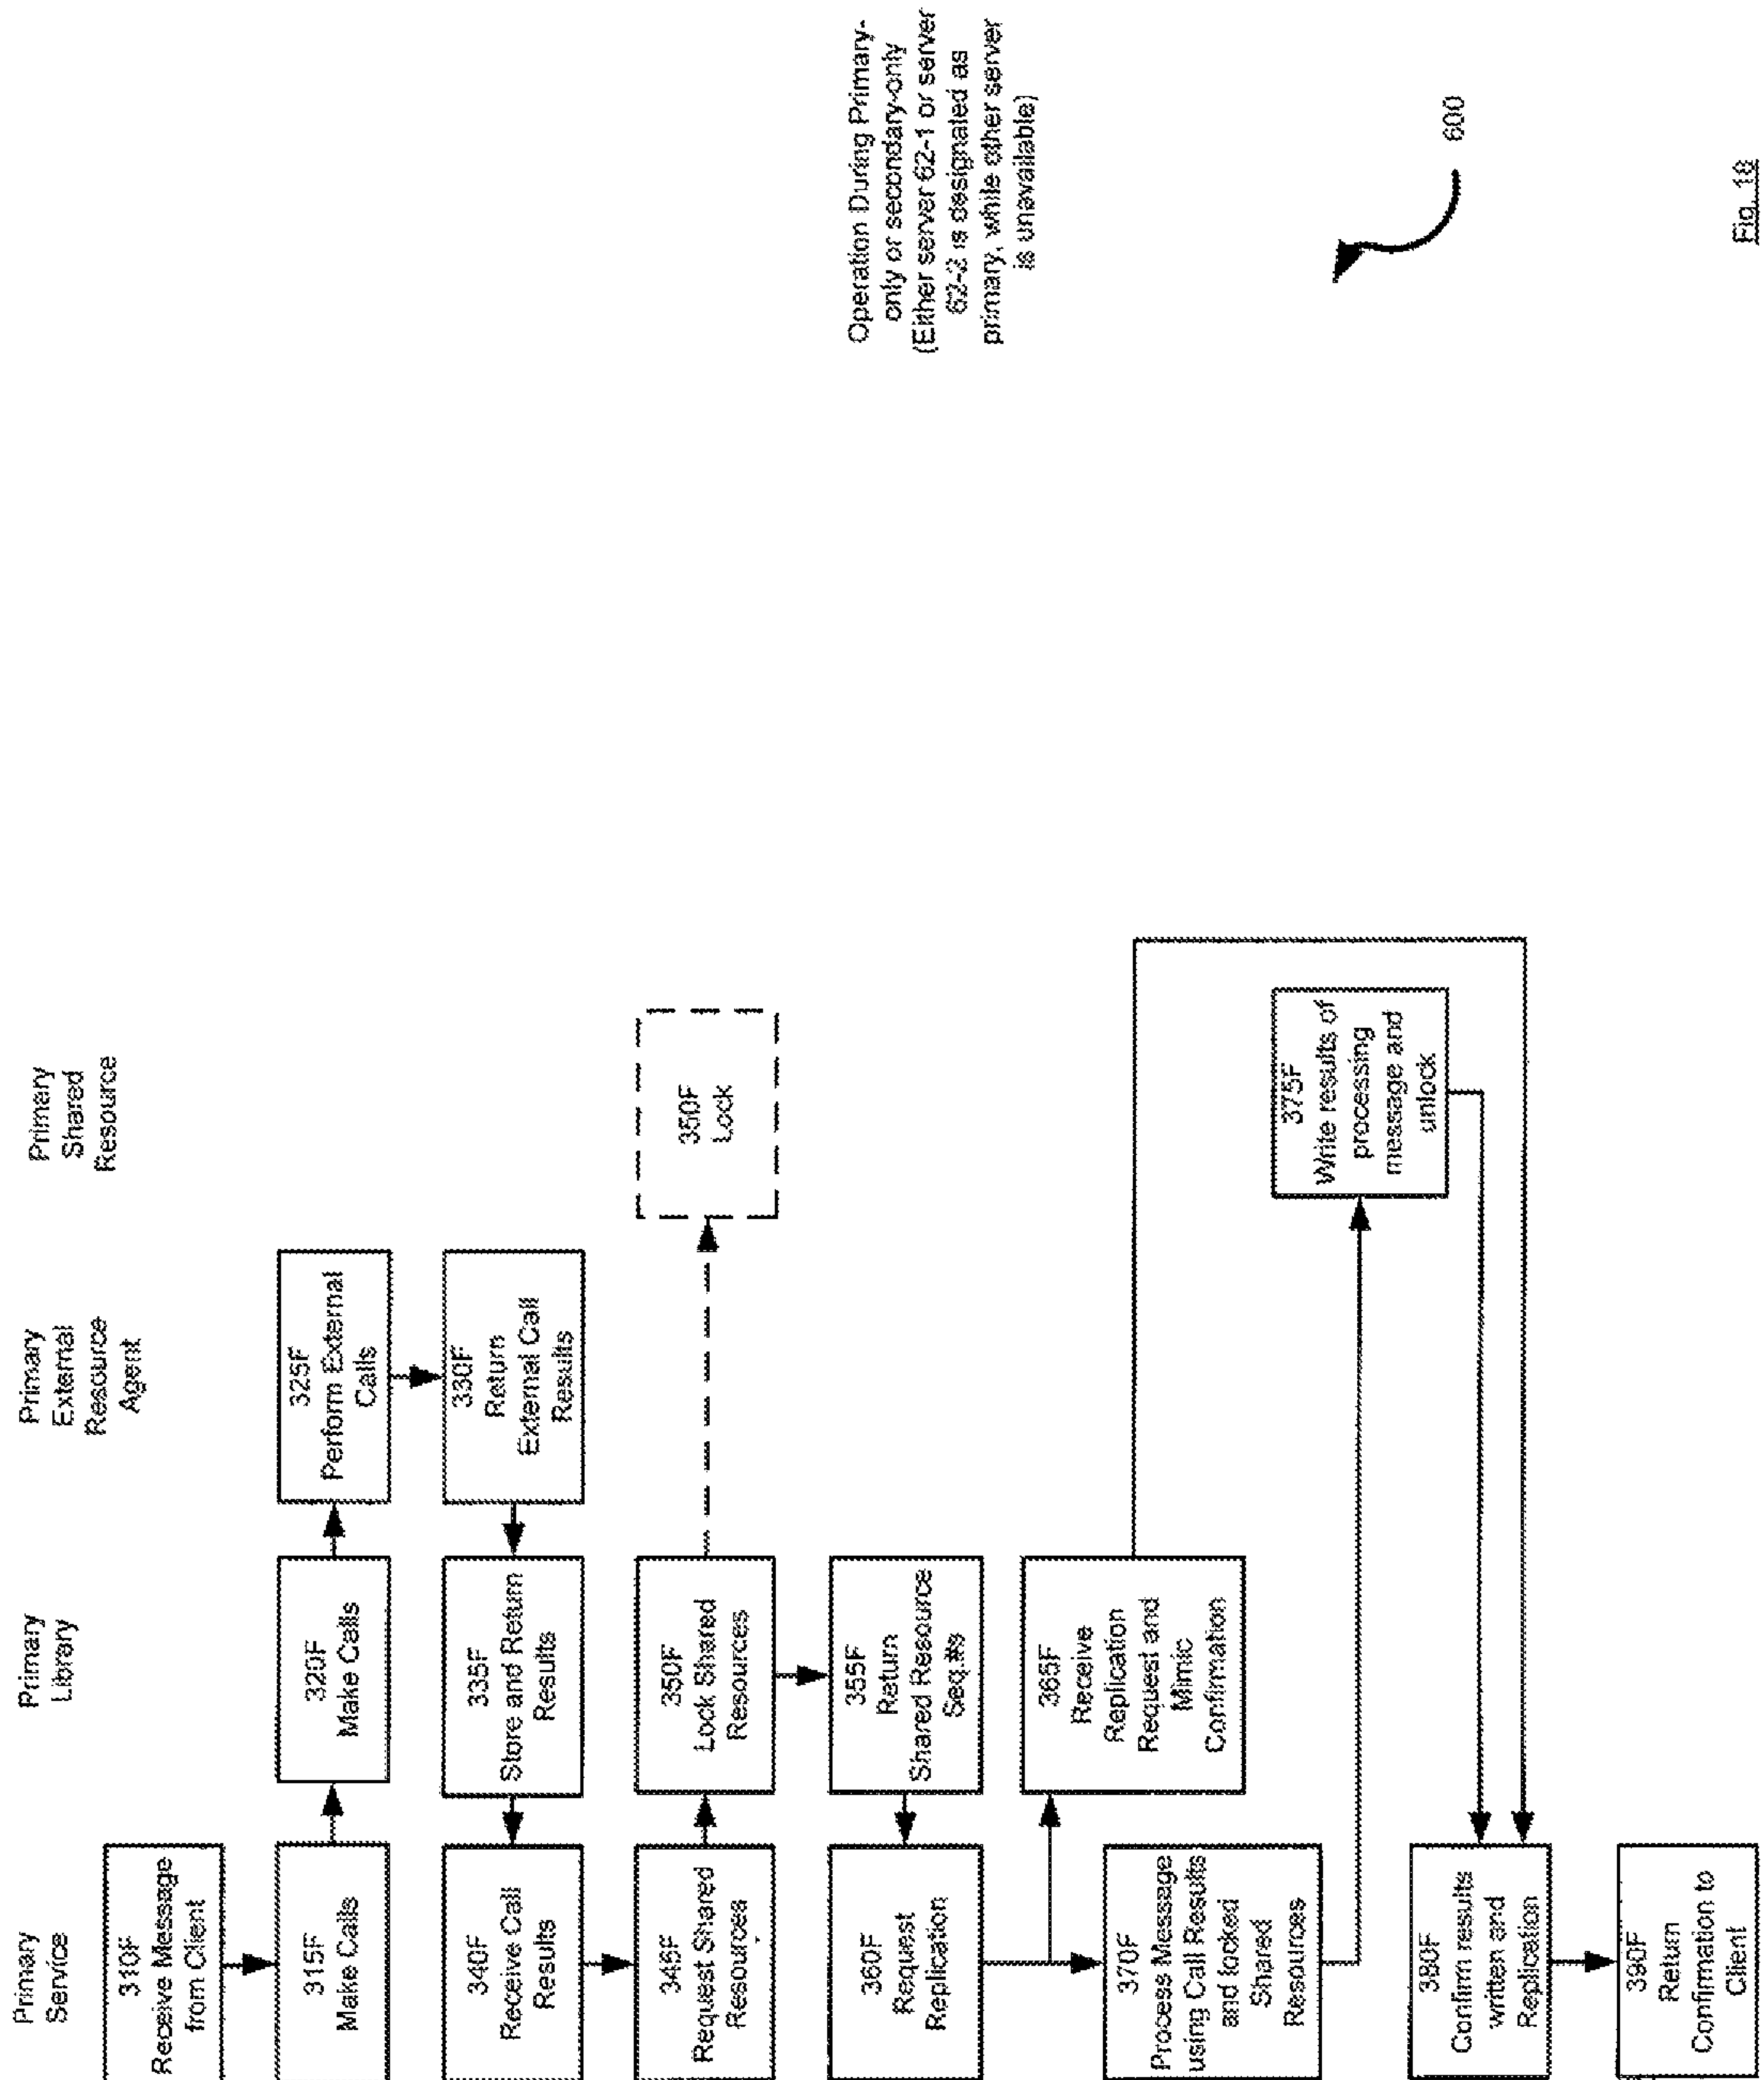 Primary
Service
Primary
Library
Primary
External
Resource
Agent
Primary
Shared
Resource
310F
Receive Message
from Client
315F
Make Calls
320F
Make Calls
325F
Perform External
Calls
330F
Return
External Call
Results
335F
Store and Return
Results
340F
Receive Call
Results
345F
Request Shared
Resources
350F
Lock Shared
Resources
350F
Lock
355F
Return
Shared Resource
Seq.#s
360F
Request
Replication
365F
Receive
Replication
Request and
Mimic
Confirmation
370F
Process Message
using Call Results
and locked
Shared
Resources
375F
Write results of
processing
message and
unlock
380F
Confirm results
written and
Replication
390F
Return
Confirmation to
Client
Operation During Primary-
only or secondary-only
(Either server 62-1 or server
62-2 is designated as
primary, while other server
is unavailable)
600
Fig. 18